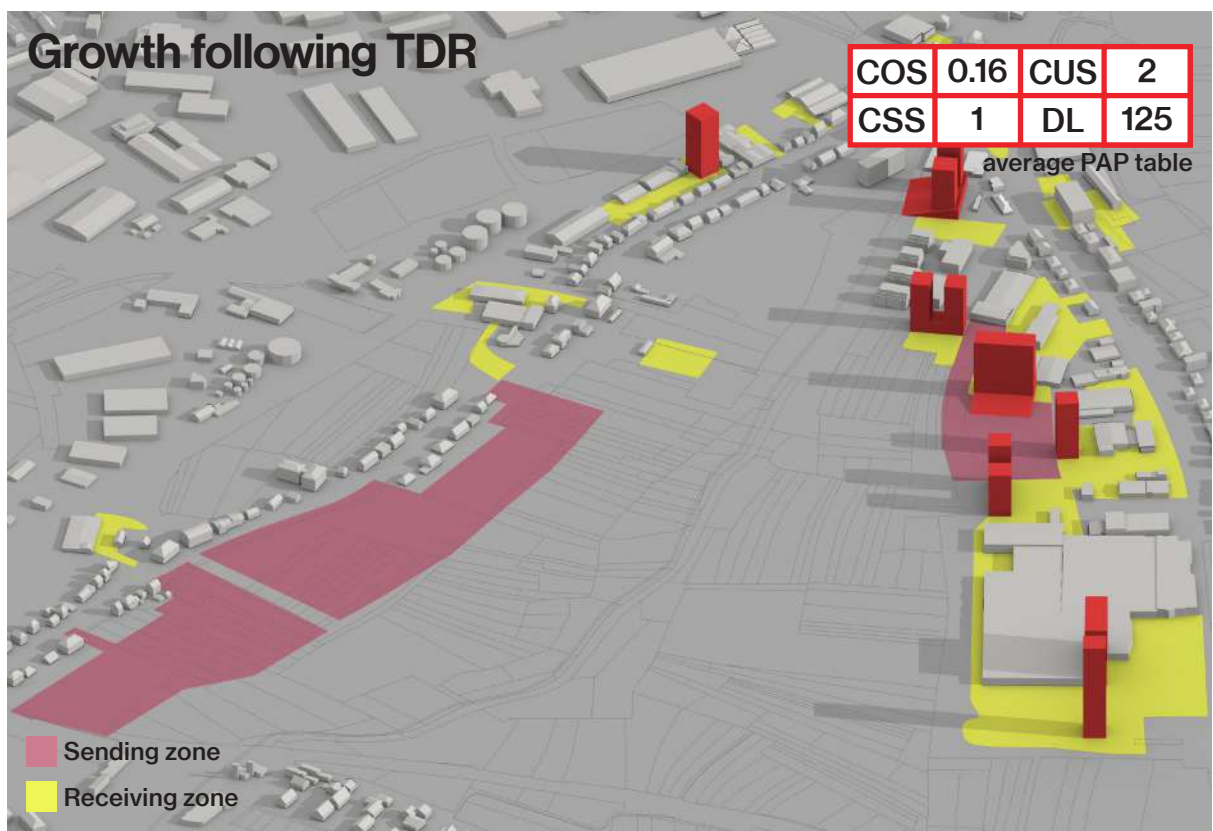 Growth following TDR
COS 0.16 CUS 2
CSS 1 DL 125
average PAP table
Sending zone
Receiving zone